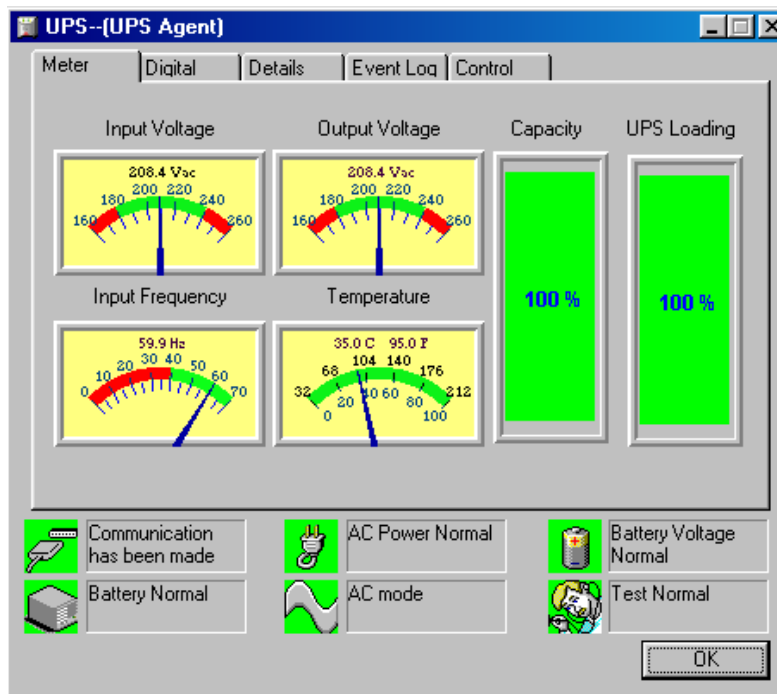 UPS--(UPS Agent)
Meter Digital Details Event Log Control
Input Voltage Output Voltage Capacity UPS Loading
208.4 Vac
160 180 200 220 240 260
208.4 Vac
160 180 200 220 240 260
100 %
100 %
Input Frequency Temperature
59.9 Hz
0 10 20 30 40 50 60 70
35.0 C 95.0 F
32 68 104 140 176 212
0 20 40 60 80 100
Communication
has been made
AC Power Normal
Battery Voltage
Normal
Battery Normal
AC mode
Test Normal
OK